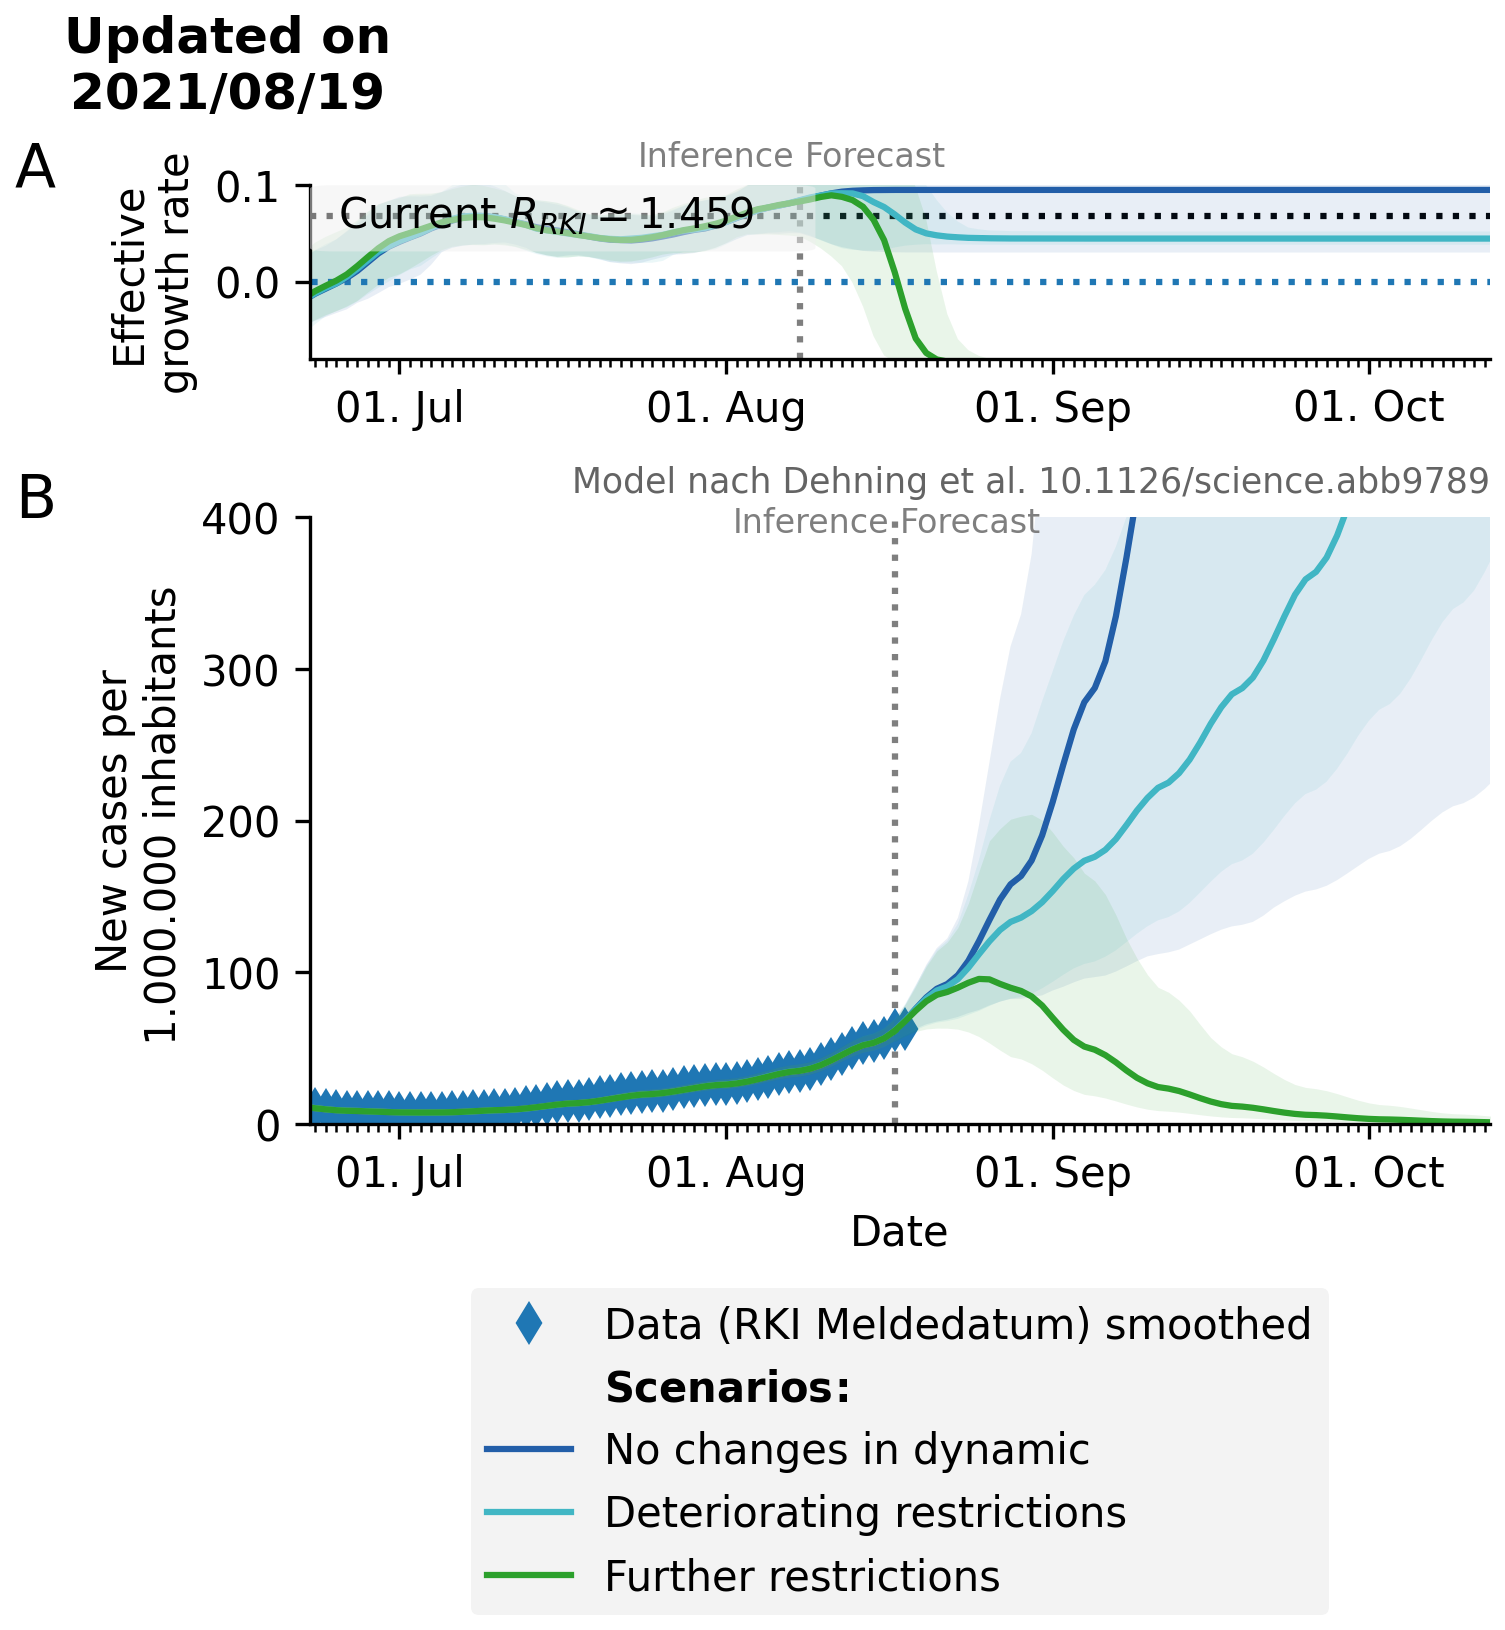 Updated on
2021/08/19
A
Inference Forecast
Effective
growth rate
0.1
Current R_RKI ≃ 1.459
0.0
01. Jul 01. Aug 01. Sep 01. Oct
B
Model nach Dehning et al. 10.1126/science.abb9789
Inference Forecast
New cases per
1.000.000 inhabitants
400
300
200
100
0
01. Jul 01. Aug 01. Sep 01. Oct
Date
Data (RKI Meldedatum) smoothed
Scenarios:
No changes in dynamic
Deteriorating restrictions
Further restrictions